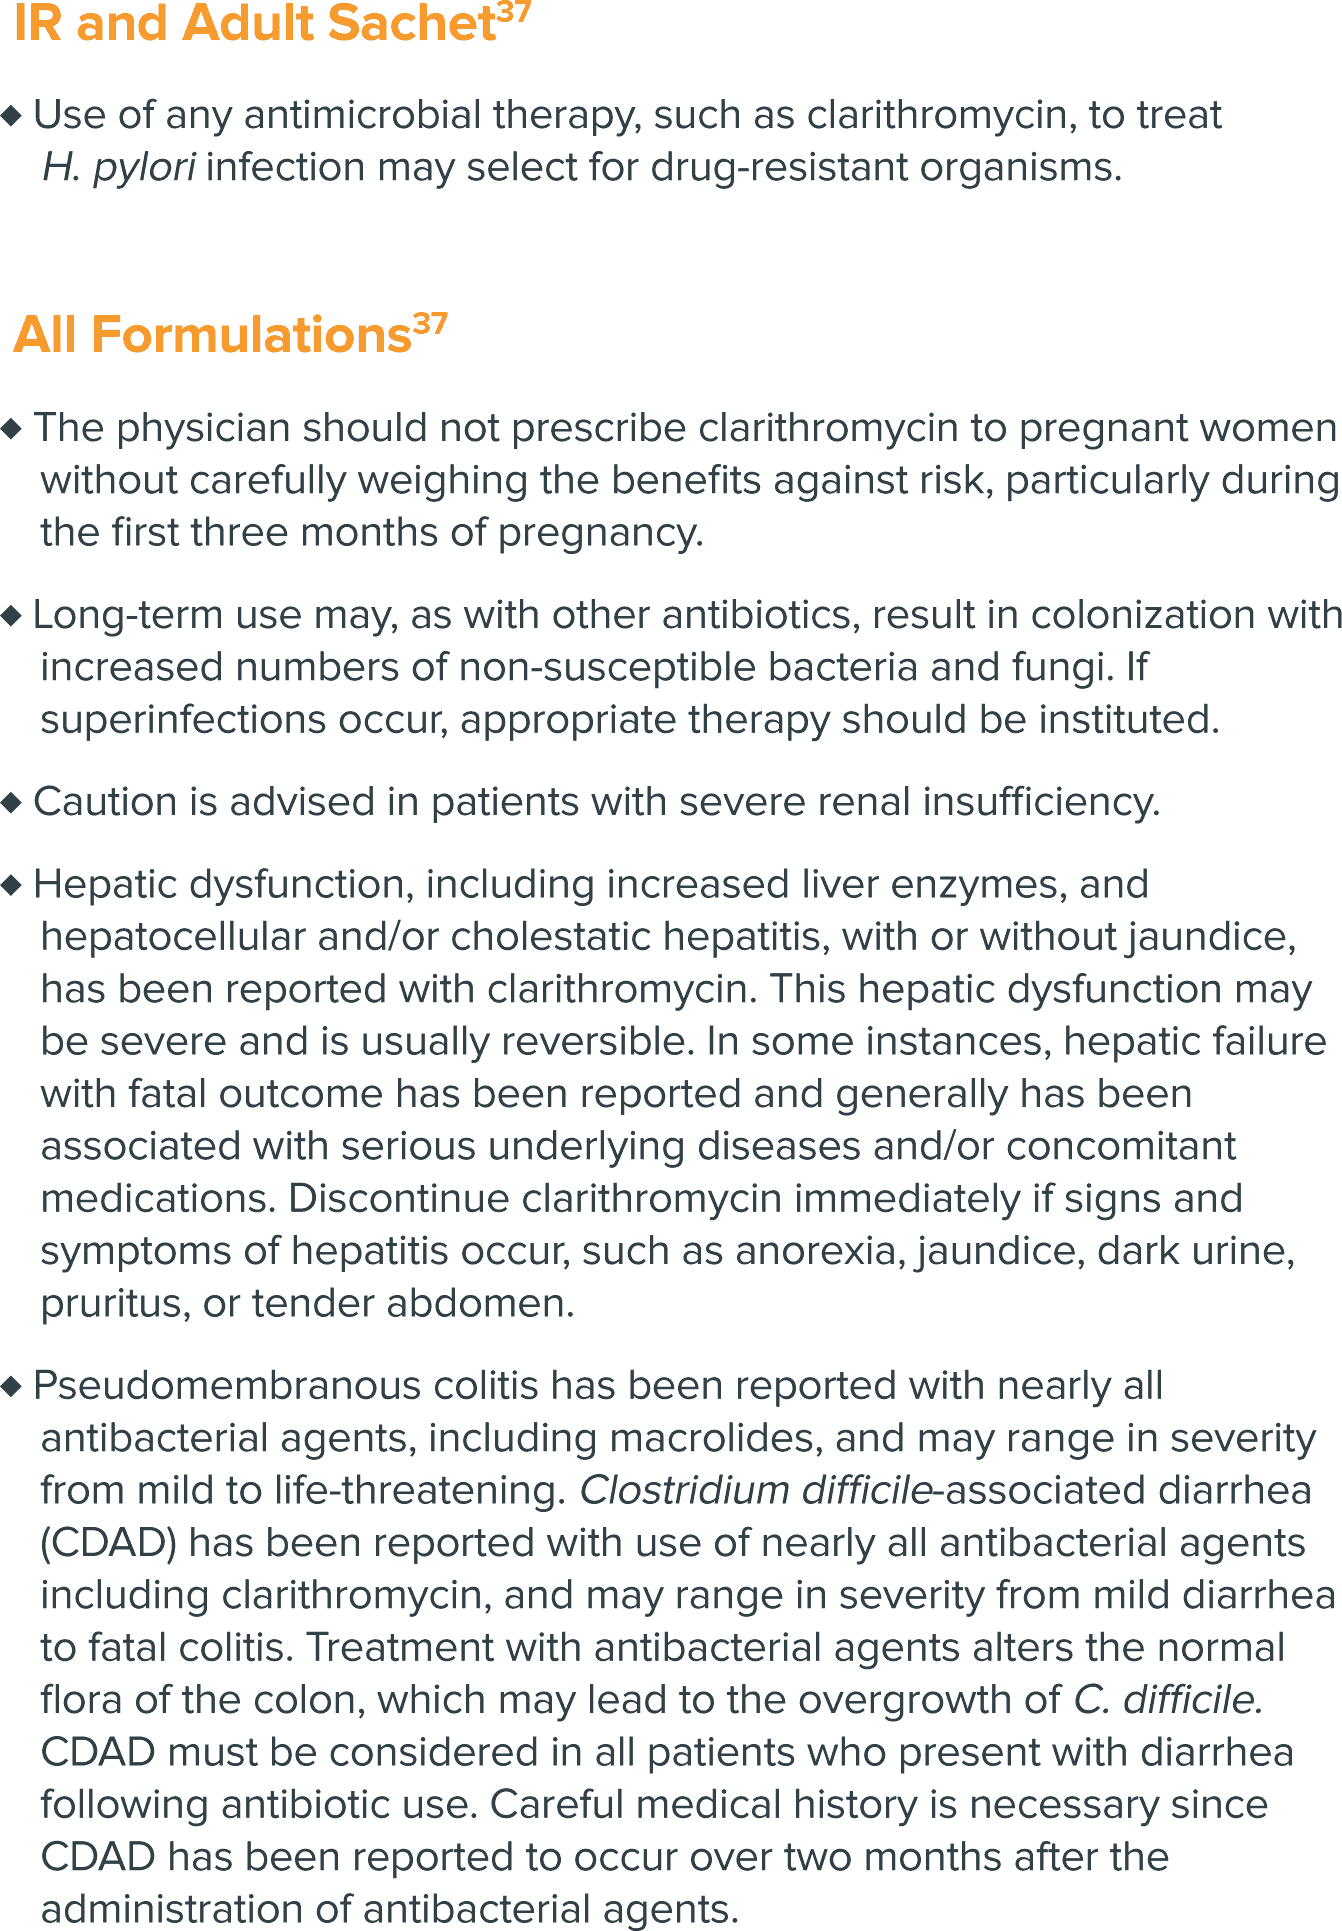 IR and Adult Sachet³⁷
◆ Use of any antimicrobial therapy, such as clarithromycin, to treat
H. pylori infection may select for drug-resistant organisms.
All Formulations³⁷
◆ The physician should not prescribe clarithromycin to pregnant women
without carefully weighing the benefits against risk, particularly during
the first three months of pregnancy.
◆ Long-term use may, as with other antibiotics, result in colonization with
increased numbers of non-susceptible bacteria and fungi. If
superinfections occur, appropriate therapy should be instituted.
◆ Caution is advised in patients with severe renal insufficiency.
◆ Hepatic dysfunction, including increased liver enzymes, and
hepatocellular and/or cholestatic hepatitis, with or without jaundice,
has been reported with clarithromycin. This hepatic dysfunction may
be severe and is usually reversible. In some instances, hepatic failure
with fatal outcome has been reported and generally has been
associated with serious underlying diseases and/or concomitant
medications. Discontinue clarithromycin immediately if signs and
symptoms of hepatitis occur, such as anorexia, jaundice, dark urine,
pruritus, or tender abdomen.
◆ Pseudomembranous colitis has been reported with nearly all
antibacterial agents, including macrolides, and may range in severity
from mild to life-threatening. Clostridium difficile-associated diarrhea
(CDAD) has been reported with use of nearly all antibacterial agents
including clarithromycin, and may range in severity from mild diarrhea
to fatal colitis. Treatment with antibacterial agents alters the normal
flora of the colon, which may lead to the overgrowth of C. difficile.
CDAD must be considered in all patients who present with diarrhea
following antibiotic use. Careful medical history is necessary since
CDAD has been reported to occur over two months after the
administration of antibacterial agents.